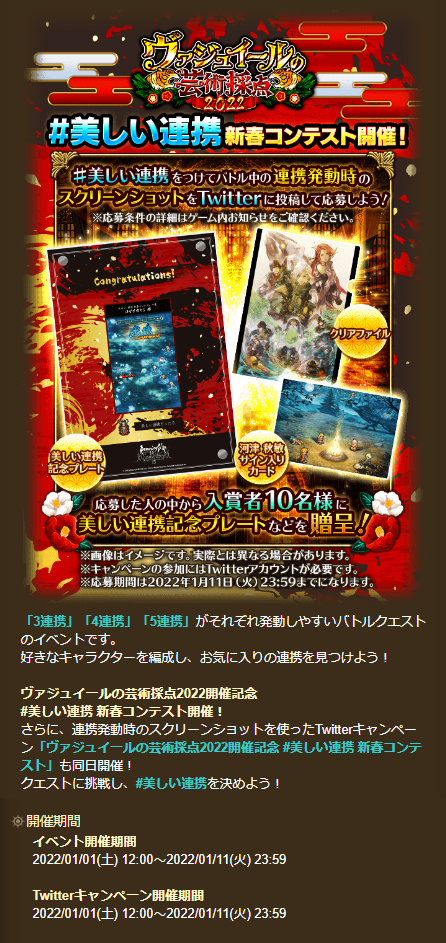 ヴァジュイールの
芸術採点
2022
#美しい連携 新春コンテスト開催!
#美しい連携をつけてバトル中の連携発動時の
スクリーンショットをTwitterに投稿して応募しよう!
※応募条件の詳細はゲーム内お知らせをご確認ください。
Congratulations!
クリアファイル
美しい連携
記念プレート
河津 秋敏
サイン入り
カード
応募した人の中から入賞者10名様に
美しい連携記念プレートなどを贈呈!
※画像はイメージです。実際とは異なる場合があります。
※キャンペーンの参加にはTwitterアカウントが必要です。
※応募期間は2022年1月11日(火) 23:59までになります。
「3連携」「4連携」「5連携」がそれぞれ発動しやすいバトルクエスト
のイベントです。
好きなキャラクターを編成し、お気に入りの連携を見つけよう!
ヴァジュイールの芸術採点2022開催記念
#美しい連携 新春コンテスト開催!
さらに、連携発動時のスクリーンショットを使ったTwitterキャンペー
ン「ヴァジュイールの芸術採点2022開催記念 #美しい連携 新春コンテ
スト」も同日開催!
クエストに挑戦し、#美しい連携を決めよう!
開催期間
イベント開催期間
2022/01/01(土) 12:00～2022/01/11(火) 23:59
Twitterキャンペーン開催期間
2022/01/01(土) 12:00～2022/01/11(火) 23:59